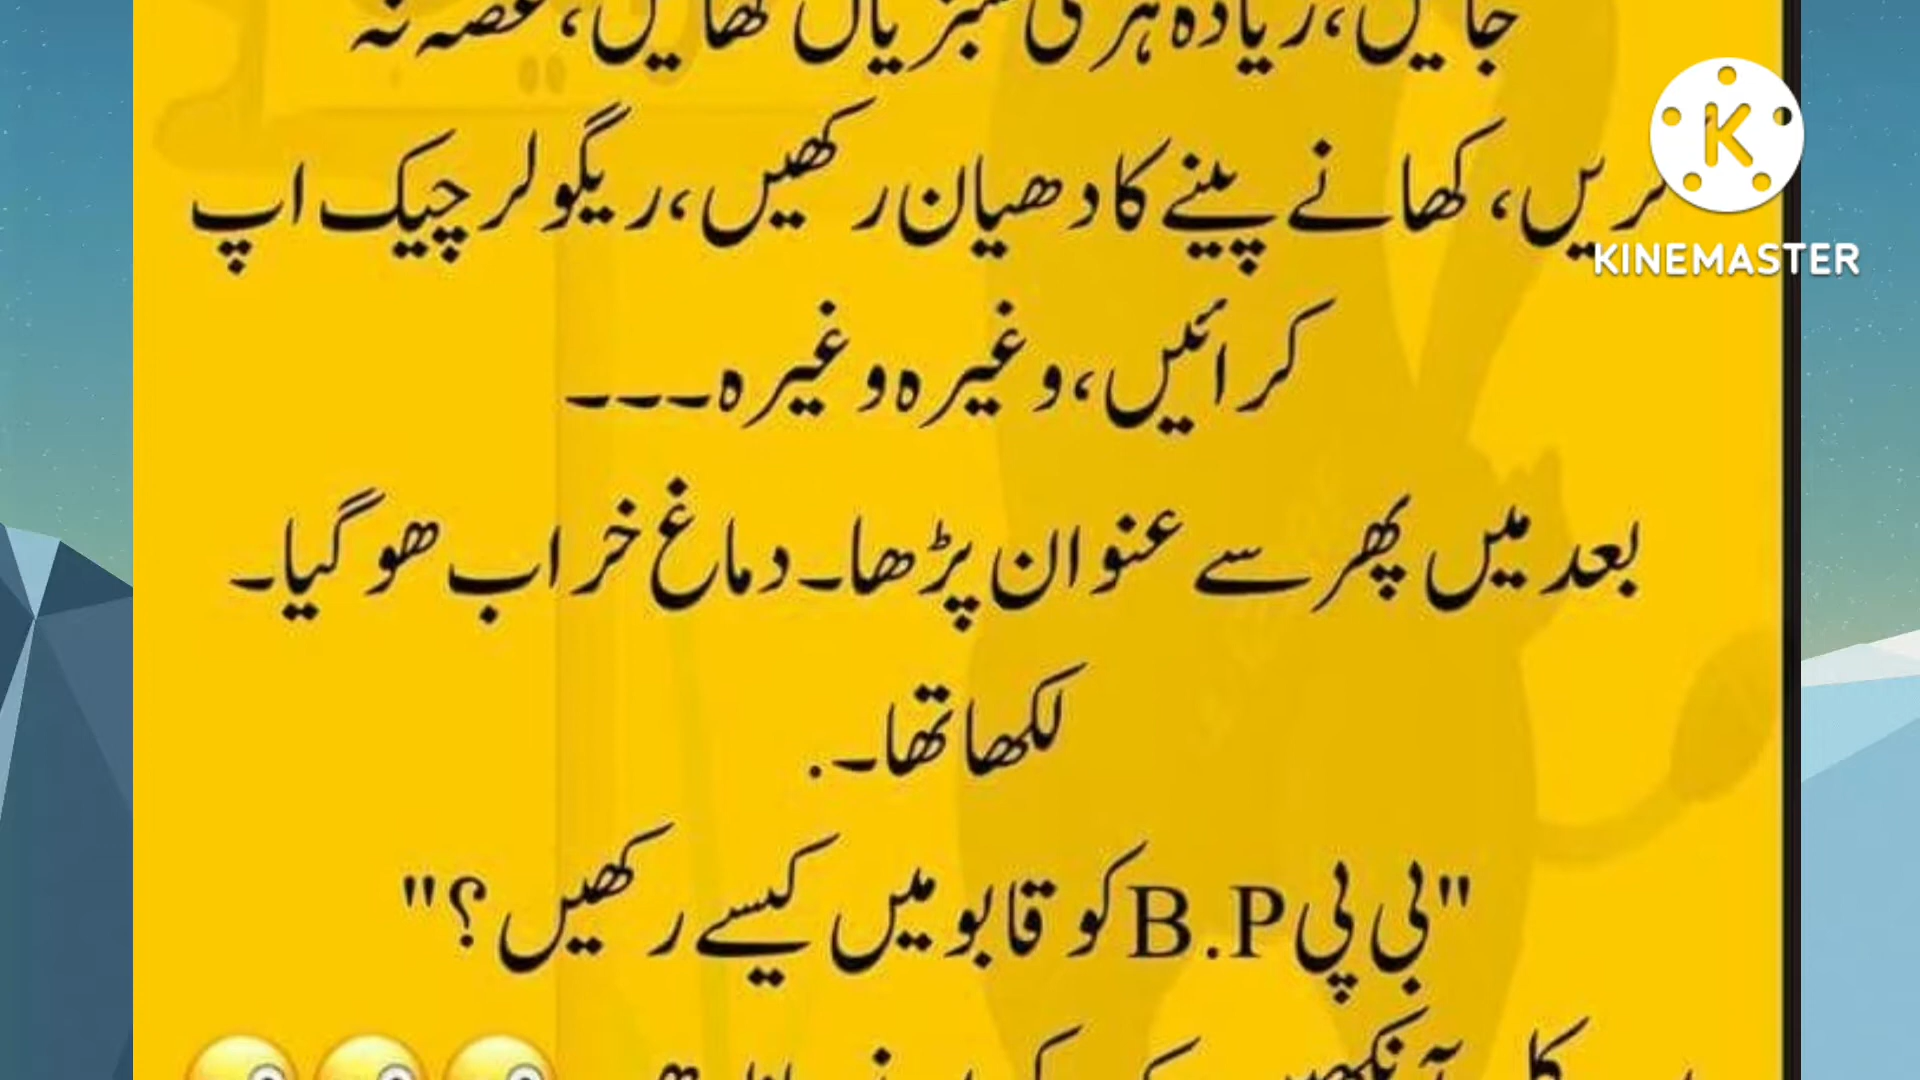 جائیں، زیادہ ہری سبزیاں کھائیں، غصہ نہ
کریں، کھانے پینے کا دھیان رکھیں، ریگولر چیک اپ
کرائیں، وغیرہ وغیرہ۔۔۔
بعد میں پھر سے عنوان پڑھا۔ دماغ خراب ھو گیا۔
لکھا تھا۔.
"بی پی B.P کو قابو میں کیسے رکھیں؟"
KINEMASTER